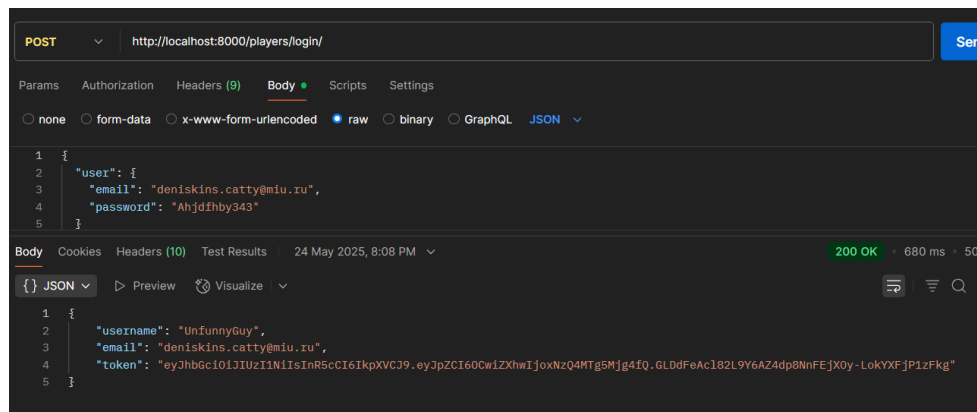 POST http://localhost:8000/players/login/ Ser
Params Authorization Headers (9) Body Scripts Settings
none form-data x-www-form-urlencoded raw binary GraphQL JSON
1 {
2 "user": {
3 "email": "deniskins.catty@miu.ru",
4 "password": "Ahjdfhby343"
5 }
Body Cookies Headers (10) Test Results 24 May 2025, 8:08 PM 200 OK • 680 ms • 50
{} JSON Preview Visualize
1 {
2 "username": "UnfunnyGuy",
3 "email": "deniskins.catty@miu.ru",
4 "token": "eyJhbGciOiJIUzI1NiIsInR5cCI6IkpXVCJ9.eyJpZCI6OCwiZXhwIjoxNzQ4MTg5Mjg4fQ.GLDdFeAcl82L9Y6AZ4dp8NnFEjXOy-LokYXFjP1zFkg"
5 }